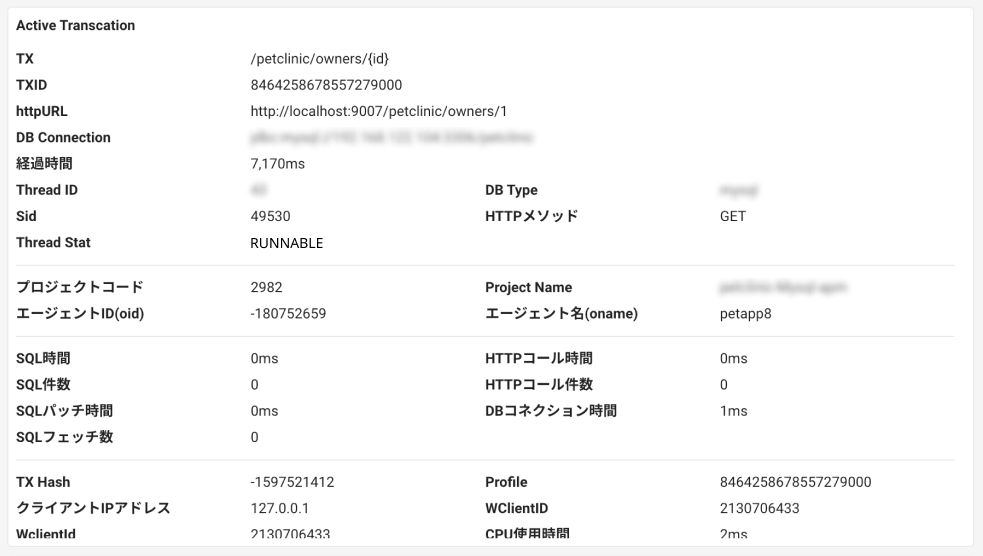 Active Transcation
TX /petclinic/owners/{id}
TXID 8464258678557279000
httpURL http://localhost:9007/petclinic/owners/1
DB Connection
経過時間 7,170ms
Thread ID DB Type
Sid 49530 HTTPメソッド GET
Thread Stat RUNNABLE
プロジェクトコード 2982 Project Name
エージェントID(oid) -180752659 エージェント名(oname) petapp8
SQL時間 0ms HTTPコール時間 0ms
SQL件数 0 HTTPコール件数 0
SQLパッチ時間 0ms DBコネクション時間 1ms
SQLフェッチ数 0
TX Hash -1597521412 Profile 8464258678557279000
クライアントIPアドレス 127.0.0.1 WClientID 2130706433
WclientId 2130706433 CPU使用時間 2ms